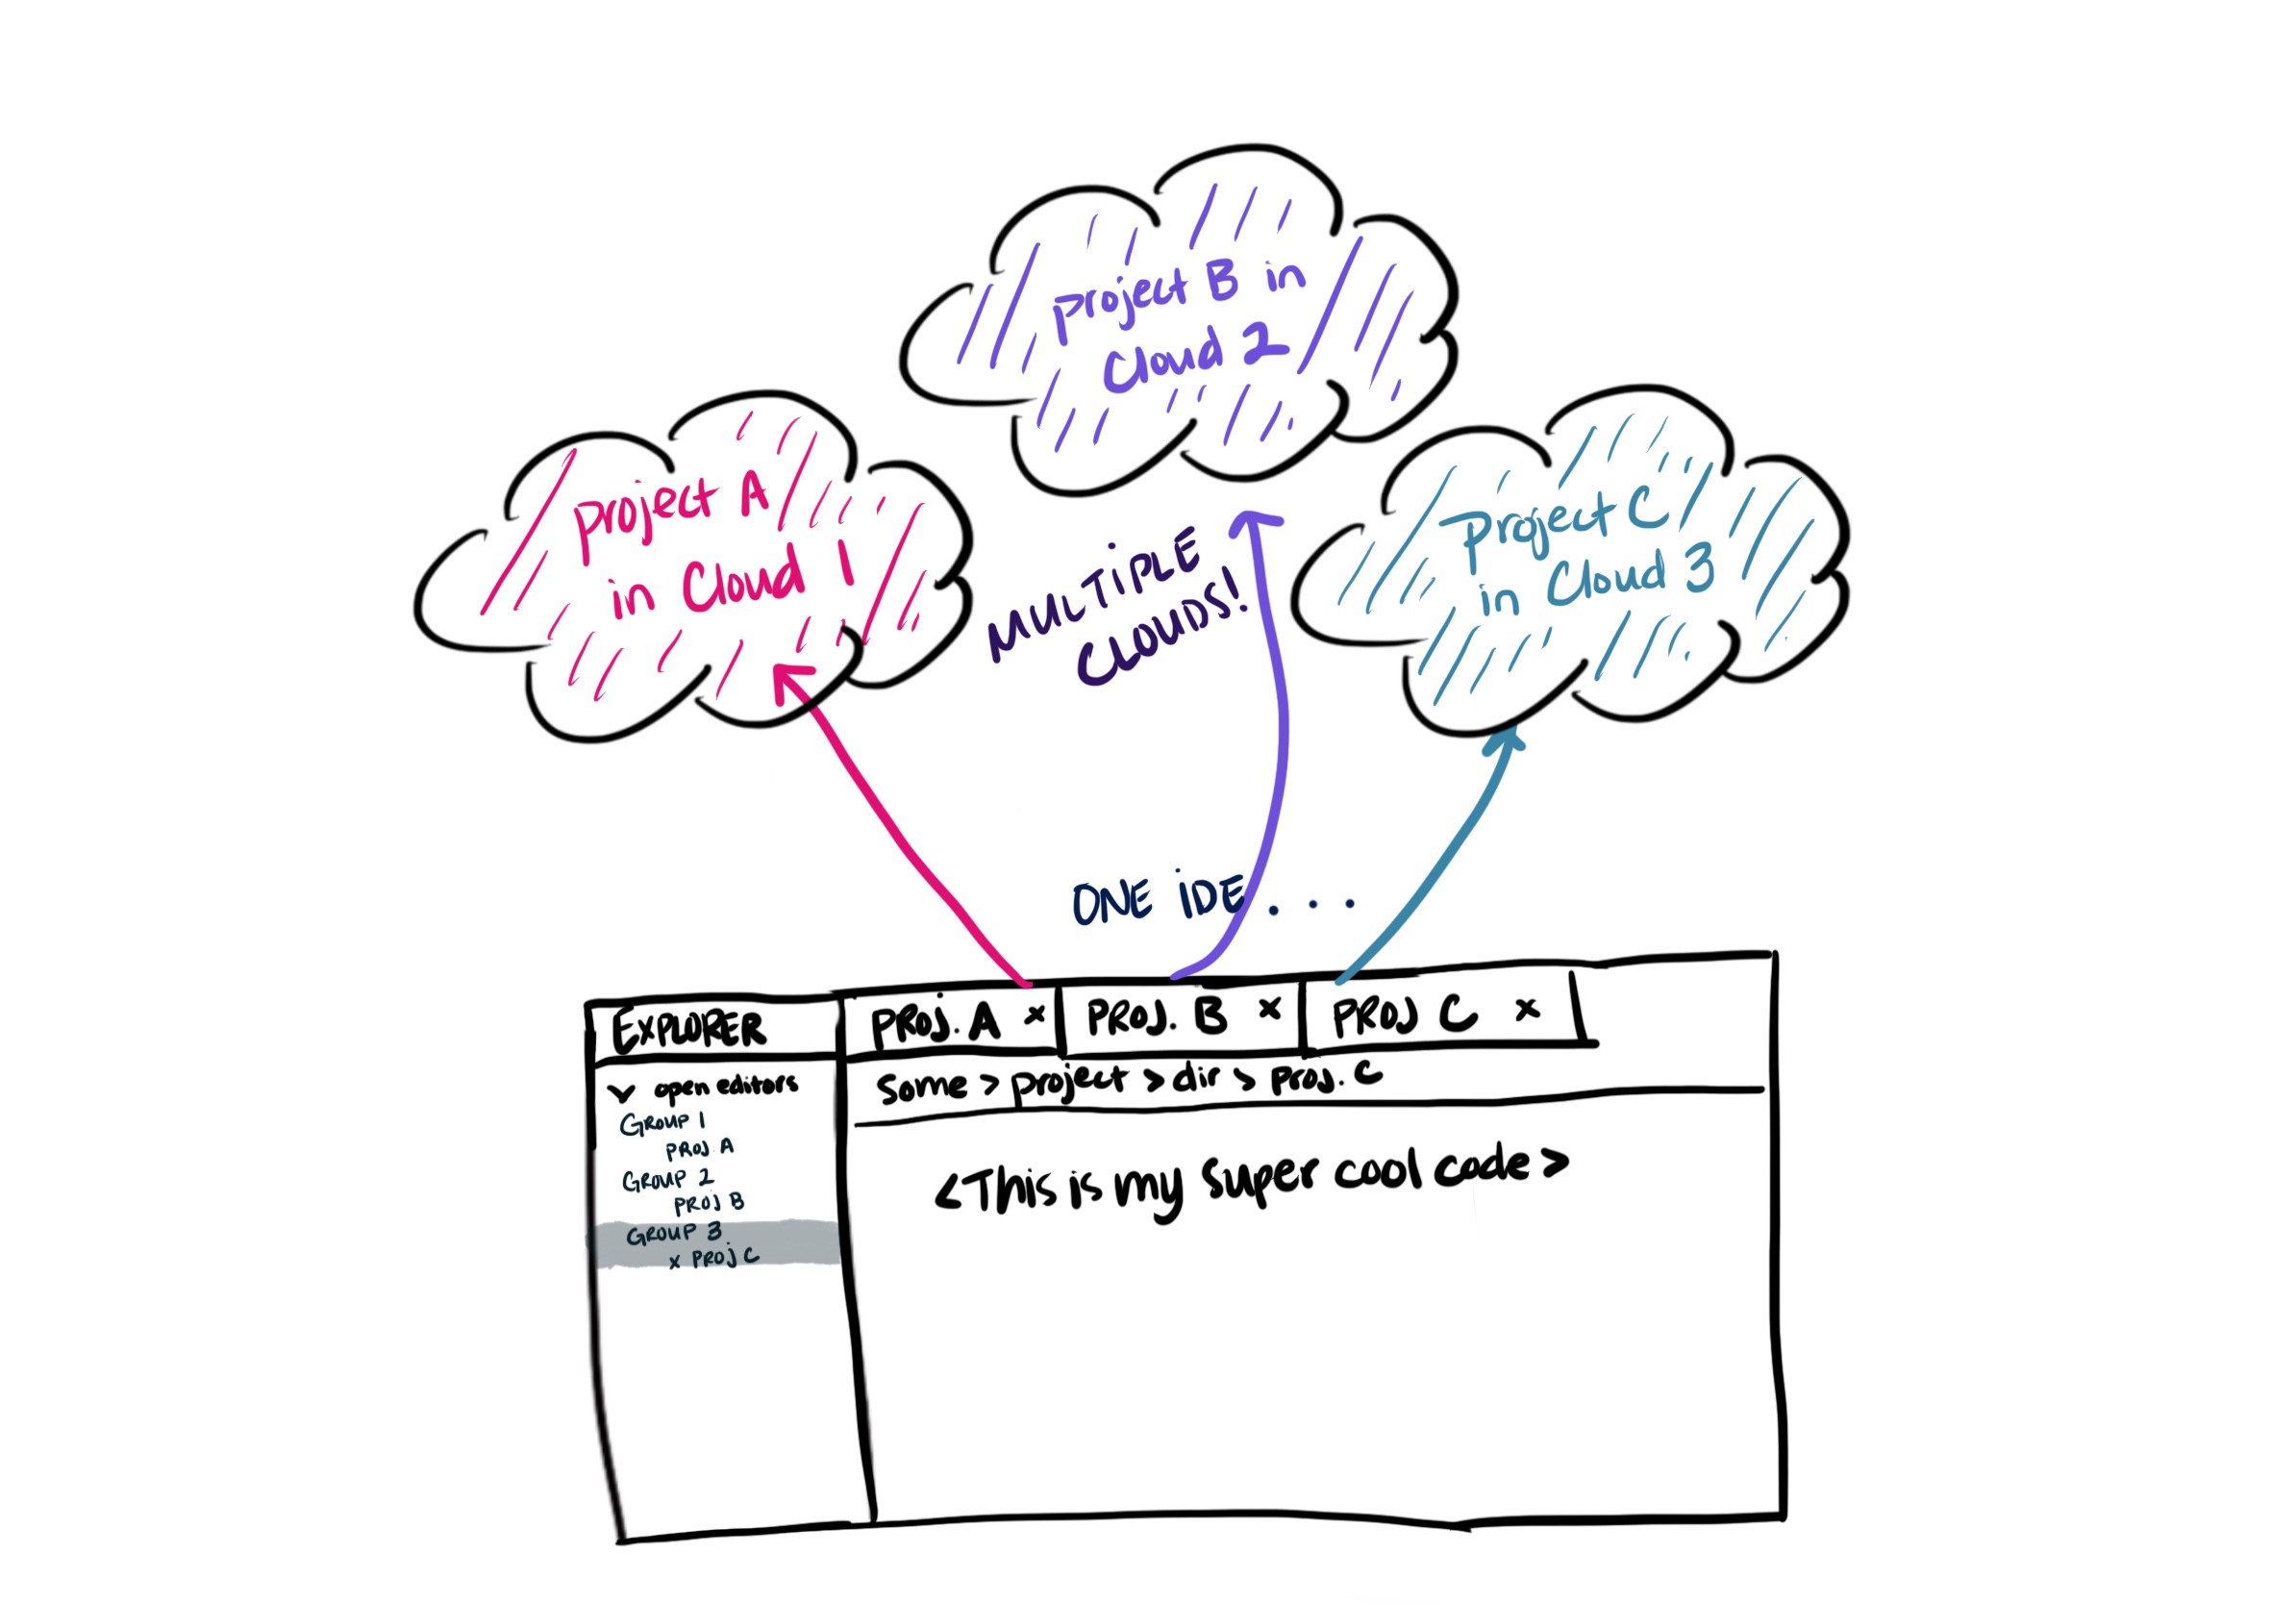 Project B in
Cloud 2
Project A
in Cloud 1
Project C
in Cloud 3
MULTIPLE
CLOUDS!
ONE IDE . . .
EXPLORER
PROJ. A x
PROJ. B x
PROJ C x
open editors
GROUP 1
PROJ A
GROUP 2
PROJ B
GROUP 3
x PROJ C
some > project > dir > proj. C
<This is my super cool code>